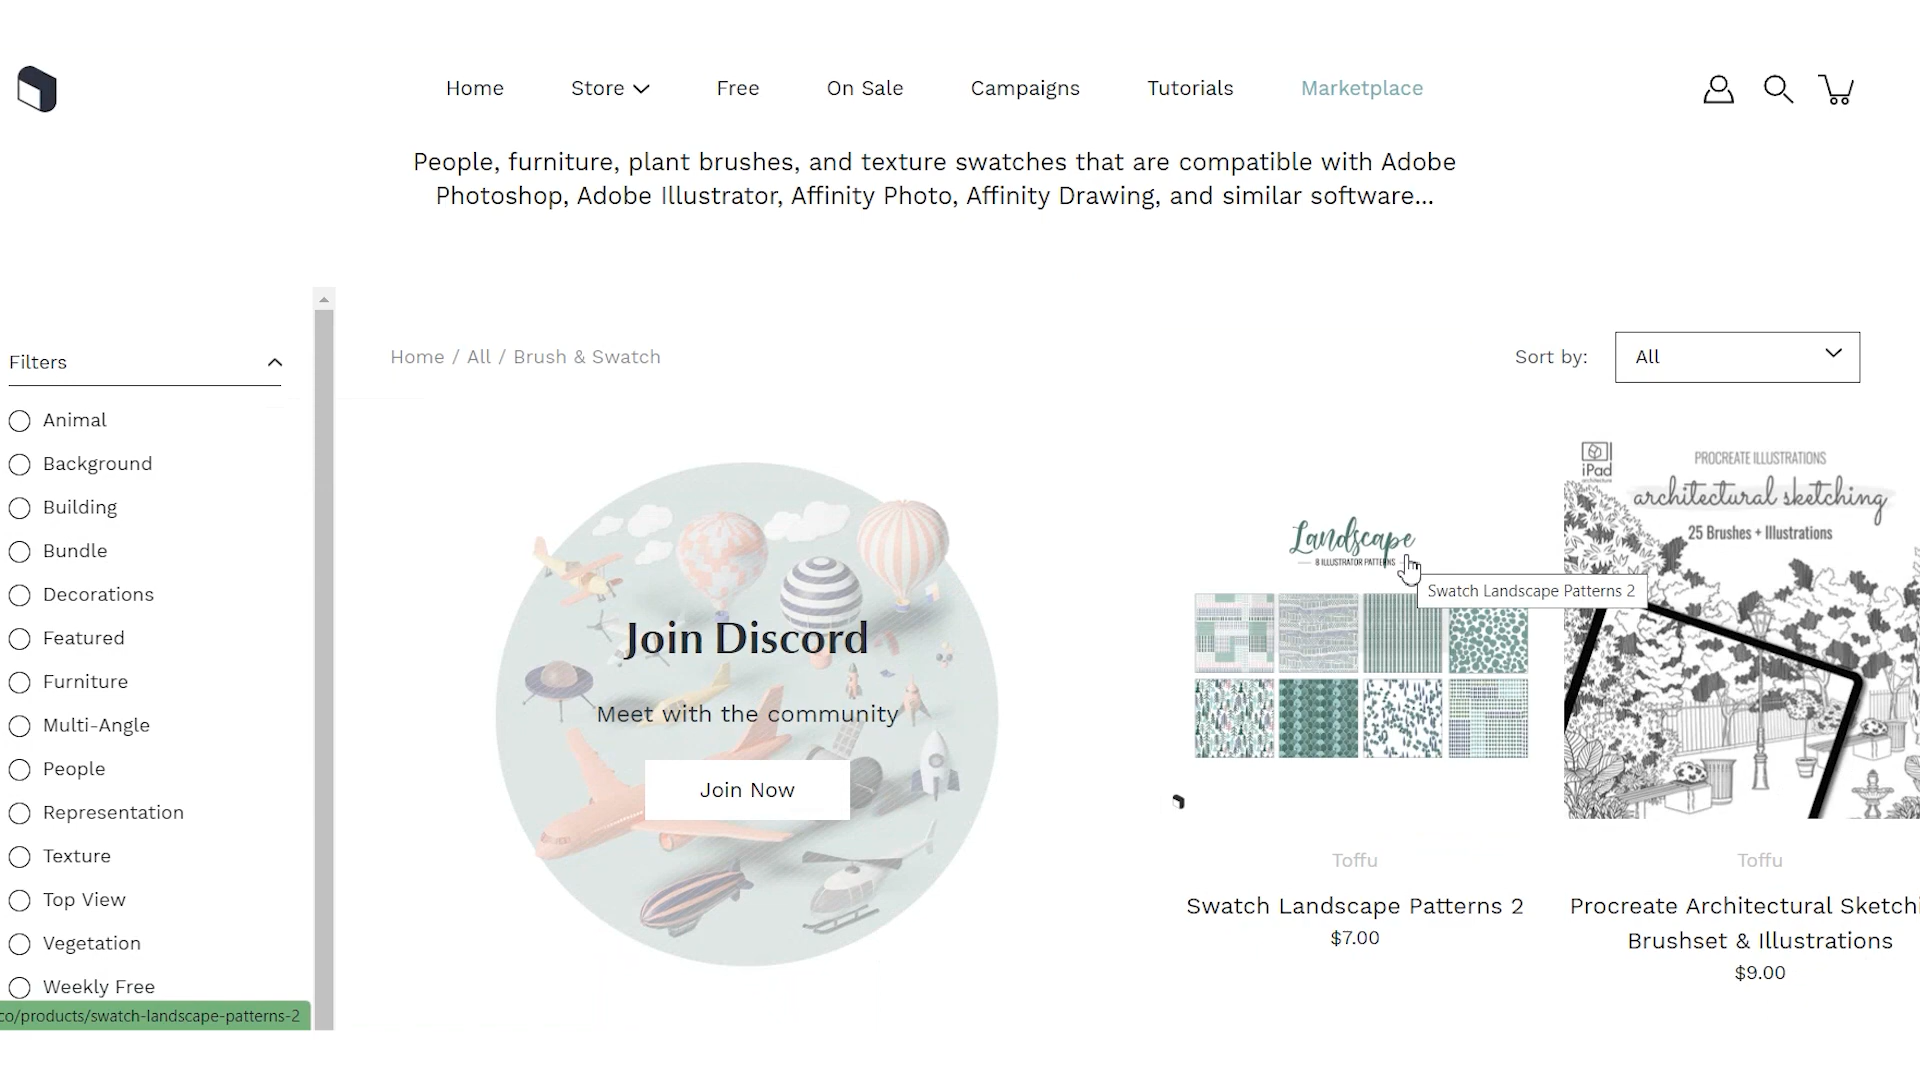 Home
Store
Free
On Sale
Campaigns
Tutorials
Marketplace
People, furniture, plant brushes, and texture swatches that are compatible with Adobe
Photoshop, Adobe Illustrator, Affinity Photo, Affinity Drawing, and similar software...
Filters
Animal
Background
Building
Bundle
Decorations
Featured
Furniture
Multi-Angle
People
Representation
Texture
Top View
Vegetation
Weekly Free
co/products/swatch-landscape-patterns-2
Home / All / Brush & Swatch
Sort by:
All
Join Discord
Meet with the community
Join Now
Landscape
8 ILLUSTRATOR PATTERNS
Swatch Landscape Patterns 2
Toffu
Swatch Landscape Patterns 2
$7.00
iPad
architecture
PROCREATE ILLUSTRATIONS
architectural sketching
25 Brushes + Illustrations
Toffu
Procreate Architectural Sketchi
Brushset & Illustrations
$9.00